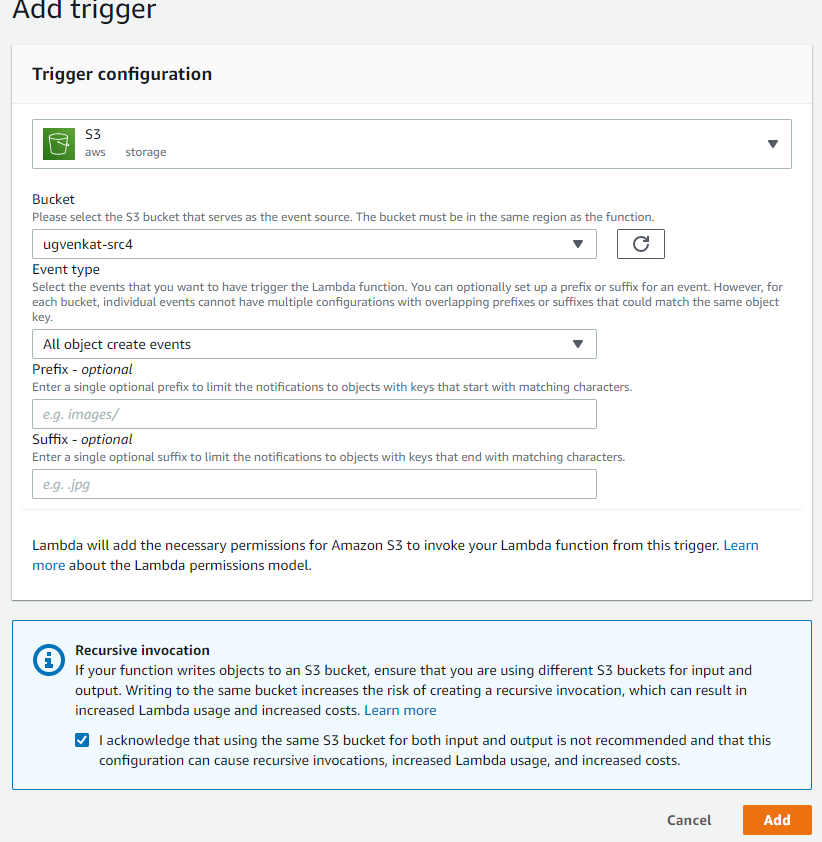 Add trigger
Trigger configuration
S3
aws storage
Bucket
Please select the S3 bucket that serves as the event source. The bucket must be in the same region as the function.
ugvenkat-src4
Event type
Select the events that you want to have trigger the Lambda function. You can optionally set up a prefix or suffix for an event. However, for
each bucket, individual events cannot have multiple configurations with overlapping prefixes or suffixes that could match the same object
key.
All object create events
Prefix - optional
Enter a single optional prefix to limit the notifications to objects with keys that start with matching characters.
e.g. images/
Suffix - optional
Enter a single optional suffix to limit the notifications to objects with keys that end with matching characters.
e.g. .jpg
Lambda will add the necessary permissions for Amazon S3 to invoke your Lambda function from this trigger. Learn
more about the Lambda permissions model.
Recursive invocation
If your function writes objects to an S3 bucket, ensure that you are using different S3 buckets for input and
output. Writing to the same bucket increases the risk of creating a recursive invocation, which can result in
increased Lambda usage and increased costs. Learn more
I acknowledge that using the same S3 bucket for both input and output is not recommended and that this
configuration can cause recursive invocations, increased Lambda usage, and increased costs.
Cancel Add